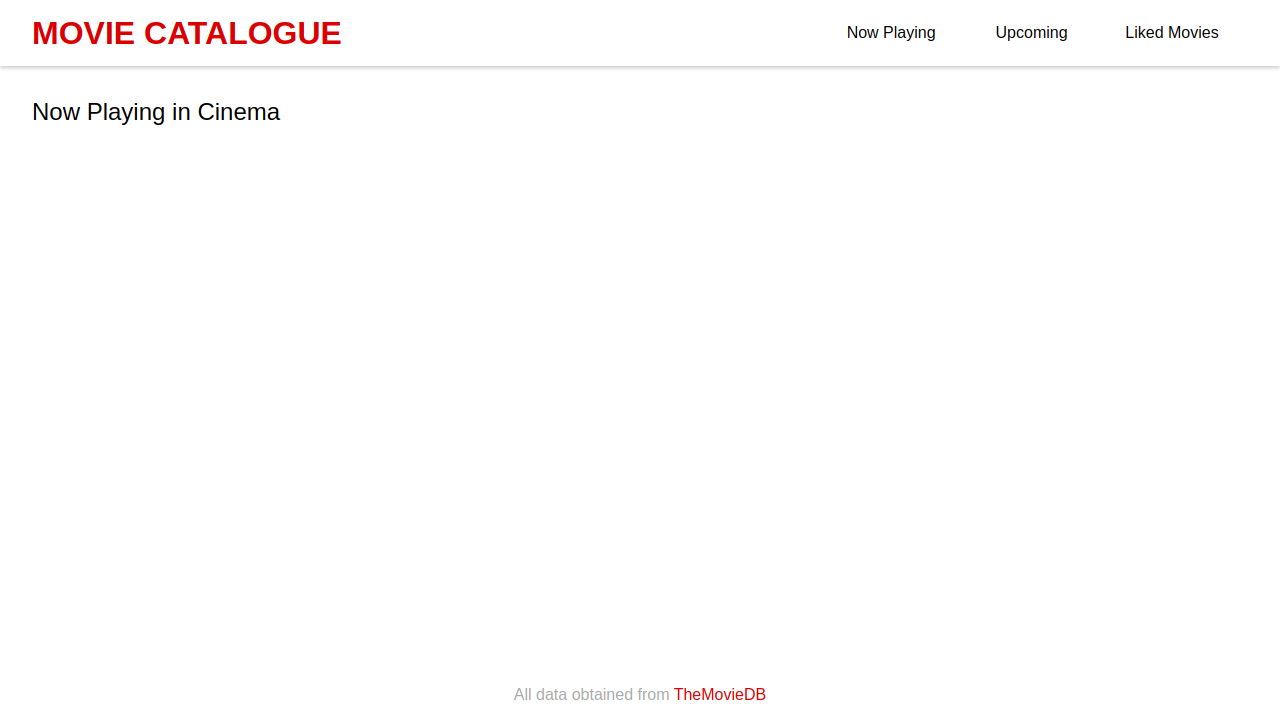 MOVIE CATALOGUE
Now Playing
Upcoming
Liked Movies
Now Playing in Cinema
All data obtained from TheMovieDB